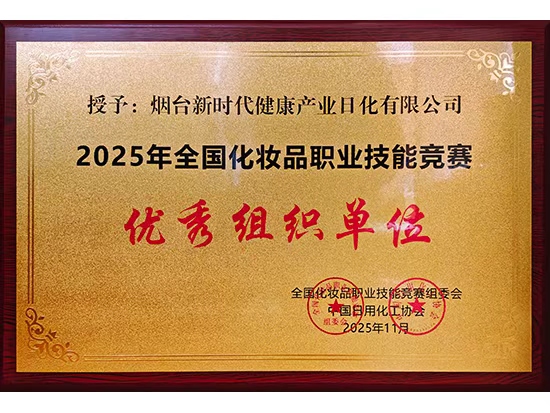 授予：烟台新时代健康产业日化有限公司
2025年全国化妆品职业技能竞赛
优秀组织单位
全国化妆品职业技能竞赛组委会
中国日用化工协会
2025年11月
组委会